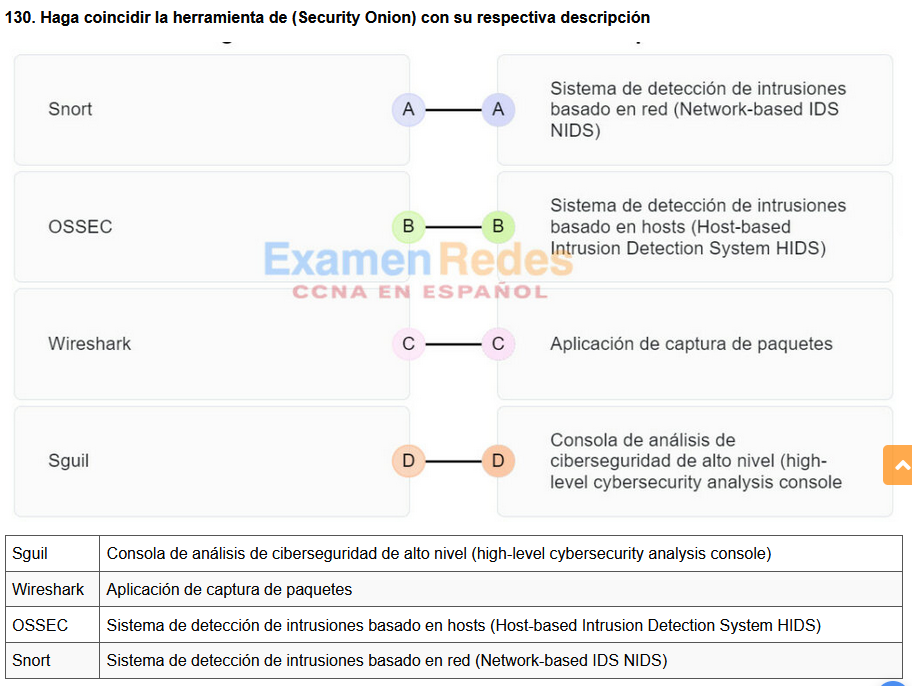 130. Haga coincidir la herramienta de (Security Onion) con su respectiva descripción
Snort
A
A
Sistema de detección de intrusiones
basado en red (Network-based IDS
NIDS)
OSSEC
B
B
Sistema de detección de intrusiones
basado en hosts (Host-based
Intrusion Detection System HIDS)
Examen Redes
CCNA EN ESPAÑOL
Wireshark
C
C
Aplicación de captura de paquetes
Sguil
D
D
Consola de análisis de
ciberseguridad de alto nivel (high-
level cybersecurity analysis console
Sguil Consola de análisis de ciberseguridad de alto nivel (high-level cybersecurity analysis console)
Wireshark Aplicación de captura de paquetes
OSSEC Sistema de detección de intrusiones basado en hosts (Host-based Intrusion Detection System HIDS)
Snort Sistema de detección de intrusiones basado en red (Network-based IDS NIDS)